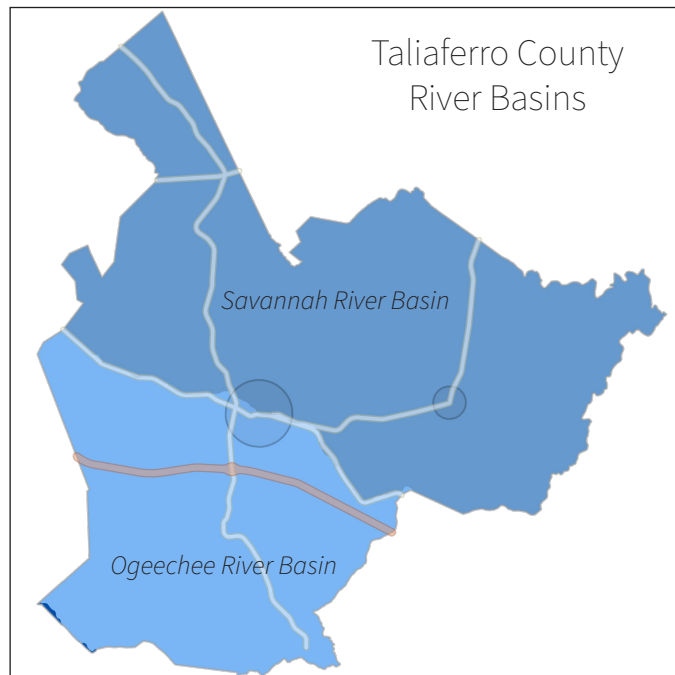 Taliaferro County
River Basins
Savannah River Basin
Ogeechee River Basin